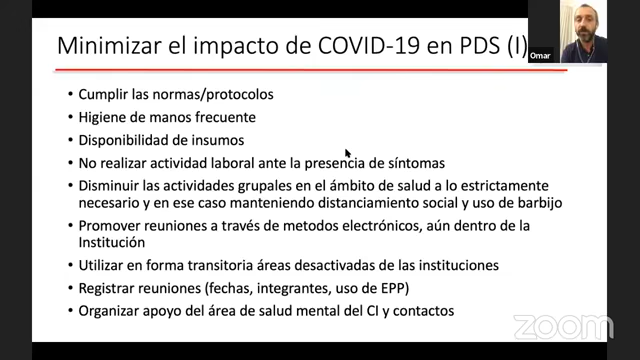 Minimizar el impacto de COVID-19 en PDS (I)
Omar
• Cumplir las normas/protocolos
• Higiene de manos frecuente
• Disponibilidad de insumos
• No realizar actividad laboral ante la presencia de síntomas
• Disminuir las actividades grupales en el ámbito de salud a lo estrictamente
necesario y en ese caso manteniendo distanciamiento social y uso de barbijo
• Promover reuniones a través de metodos electrónicos, aún dentro de la
Institución
• Utilizar en forma transitoria áreas desactivadas de las instituciones
• Registrar reuniones (fechas, integrantes, uso de EPP)
• Organizar apoyo del área de salud mental del CI y contactos
zoom